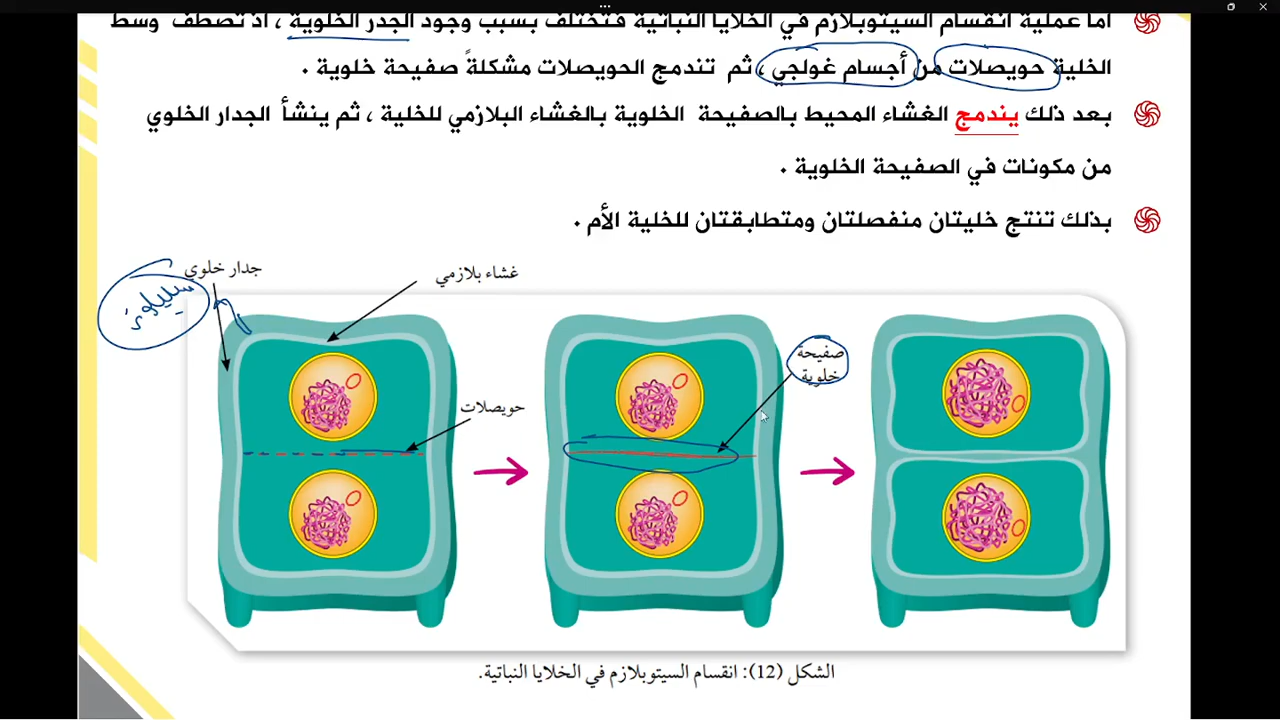 أما عملية انقسام السيتوبلازم في الخلايا النباتية فتختلف بسبب وجود الجدر الخلوية ، اذ تصطف وسط
الخلية حويصلات من أجسام غولجي ، ثم تندمج الحويصلات مشكلةً صفيحة خلوية .
بعد ذلك يندمج الغشاء المحيط بالصفيحة الخلوية بالغشاء البلازمي للخلية ، ثم ينشأ الجدار الخلوي
من مكونات في الصفيحة الخلوية .
بذلك تنتج خليتان منفصلتان ومتطابقتان للخلية الأم .
غشاء بلازمي
جدار خلوي
سيليلوز
صفيحة
خلوية
حويصلات
الشكل (12): انقسام السيتوبلازم في الخلايا النباتية.